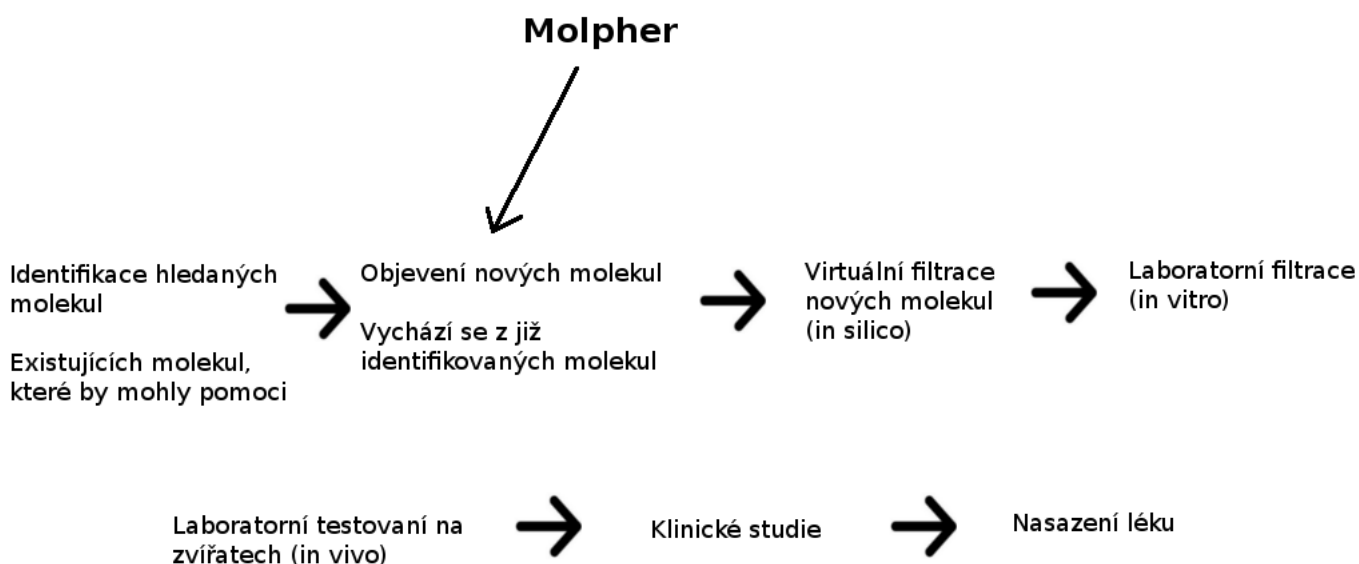 Molpher
Identifikace hledaných
molekul
Existujících molekul,
které by mohly pomoci
Objevení nových molekul
Vychází se z již
identifikovaných molekul
Virtuální filtrace
nových molekul
(in silico)
Laboratorní filtrace
(in vitro)
Laboratorní testovaní na
zvířatech (in vivo)
Klinické studie
Nasazení léku